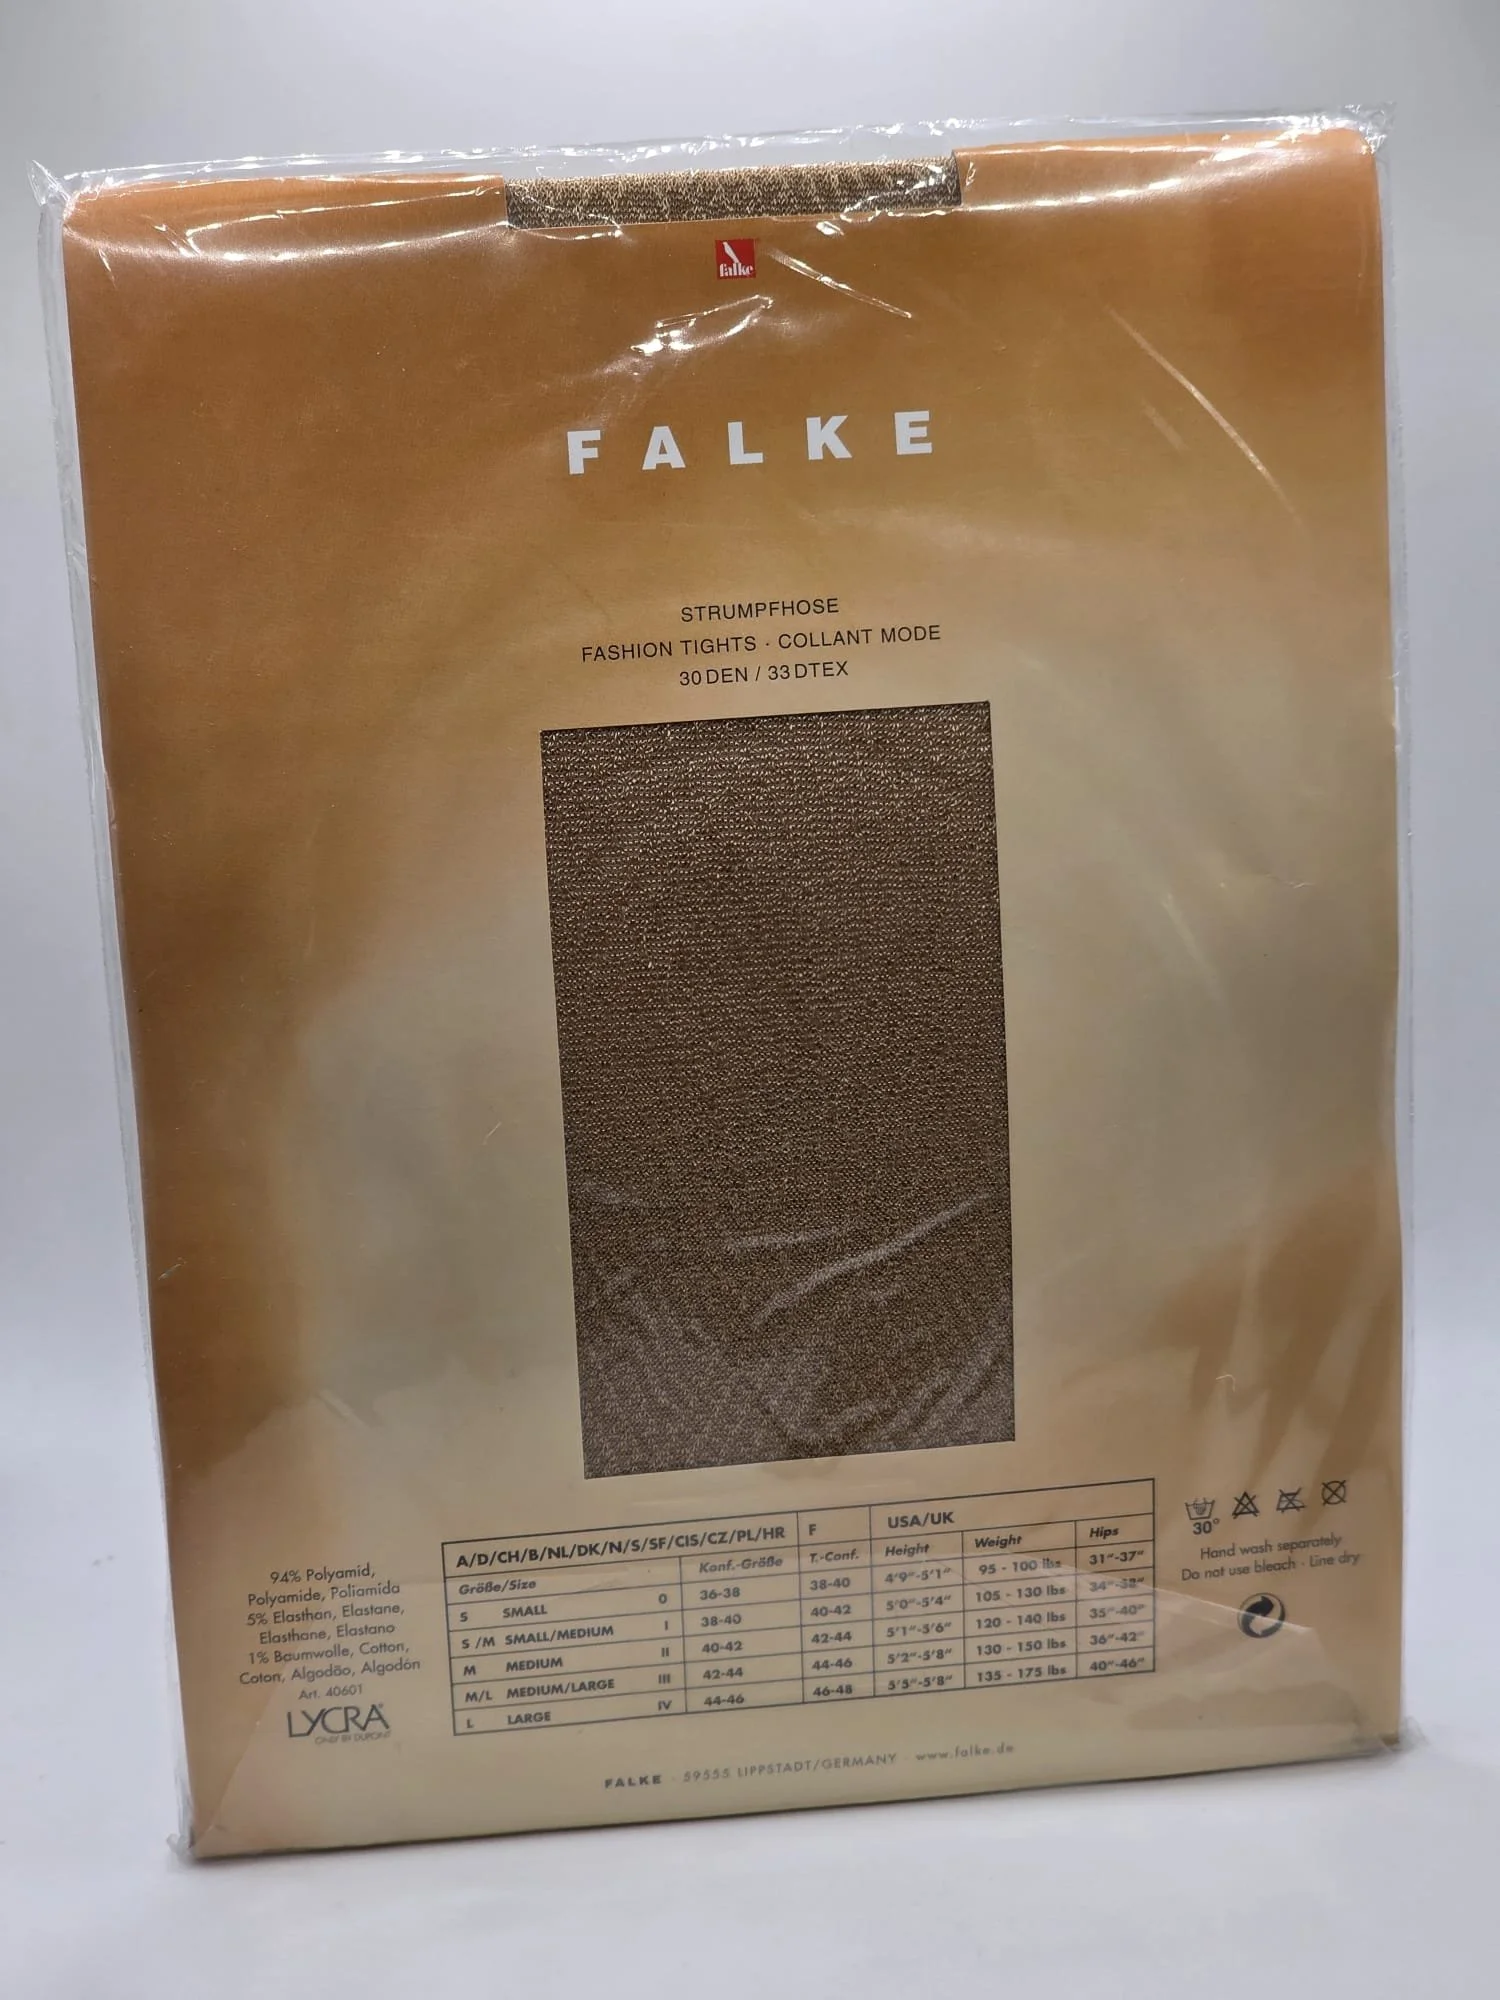 falke
FALKE
STRUMPFHOSE
FASHION TIGHTS · COLLANT MODE
30 DEN / 33 DTEX
94% Polyamid,
Polyamide, Poliamida
5% Elasthan, Elastane,
Elasthane, Elastano
1% Baumwolle, Cotton,
Coton, Algodão, Algodón
Art. 40601
LYCRA®
ONLY BY DUPONT
A/D/CH/B/NL/DK/N/S/SF/CIS/CZ/PL/HR F USA/UK
Größe/Size Konf.-Größe T.-Conf. Height Weight Hips
S SMALL 0 36-38 38-40 4'9"-5'1" 95 - 100 lbs 31"-37"
S/M SMALL/MEDIUM I 38-40 40-42 5'0"-5'4" 105 - 130 lbs 34"-38"
M MEDIUM II 40-42 42-44 5'1"-5'6" 120 - 140 lbs 35"-40"
M/L MEDIUM/LARGE III 42-44 44-46 5'2"-5'8" 130 - 150 lbs 36"-42"
L LARGE IV 44-46 46-48 5'5"-5'8" 135 - 175 lbs 40"-46"
30°
Hand wash separately
Do not use bleach · Line dry
FALKE · 59555 LIPPSTADT/GERMANY · www.falke.de